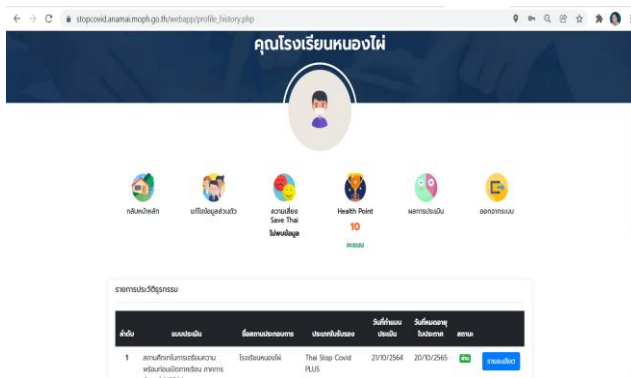 stopcovid.anamai.moph.go.th/webapp/profile_history.php
คุณโรงเรียนหนองไผ่
กลับหน้าหลัก แก้ไขข้อมูลส่วนตัว ความเสี่ยง Health Point ผลการประเมิน ออกจากระบบ
Save Thai
ไม่พบข้อมูล 10
คะแนน
รายการประวัติธุรกรรม
วันที่ทำแบบ วันที่หมดอายุ
ลำดับ แบบประเมิน ชื่อสถานประกอบการ ประเภทใบรับรอง ประเมิน ใบประกาศ สถานะ
1 สถานศึกษาในการเตรียมความ โรงเรียนหนองไผ่ Thai Stop Covid 21/10/2564 20/10/2565 ผ่าน รายละเอียด
พร้อมก่อนเปิดภาคเรียน ภาคการ PLUS